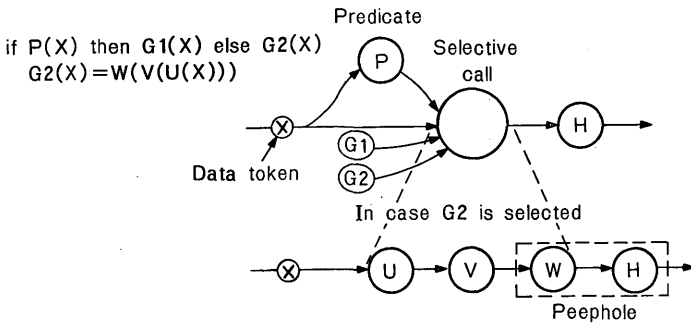 Predicate
if P(X) then G1(X) else G2(X)
G2(X)=W(V(U(X)))
P
Selective
call
X
G1
G2
H
Data token
In case G2 is selected
X
U
V
W
H
Peephole